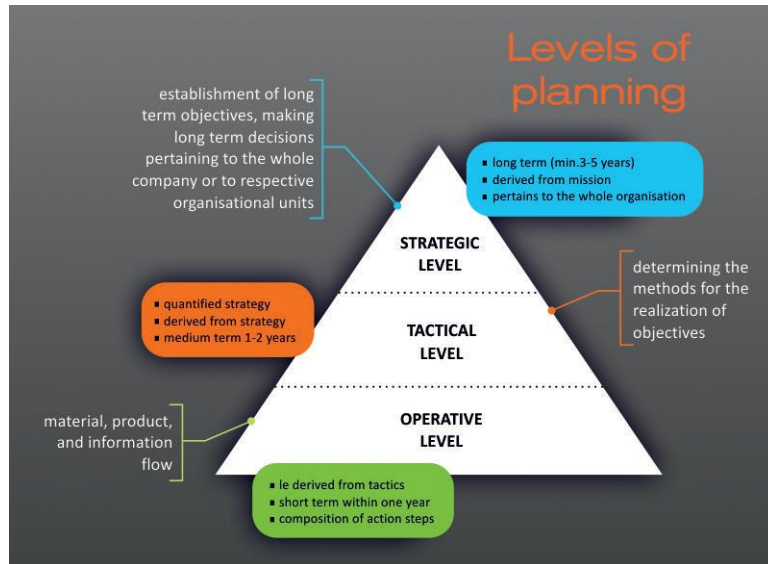 Levels of
planning
establishment of long
term objectives, making
long term decisions
pertaining to the whole
company or to respective
organisational units
▪ long term (min.3-5 years)
▪ derived from mission
▪ pertains to the whole organisation
STRATEGIC
LEVEL
determining the
methods for the
realization of
objectives
▪ quantified strategy
▪ derived from strategy
▪ medium term 1-2 years
TACTICAL
LEVEL
material, product,
and information
flow
OPERATIVE
LEVEL
▪ le derived from tactics
▪ short term within one year
▪ composition of action steps